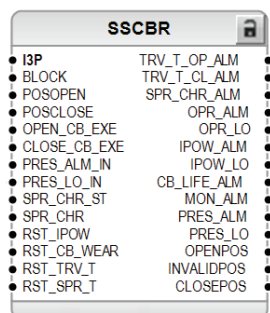 SSCBR
I3P TRV_T_OP_ALM
BLOCK TRV_T_CL_ALM
POSOPEN SPR_CHR_ALM
POSCLOSE OPR_ALM
OPEN_CB_EXE OPR_LO
CLOSE_CB_EXE IPOW_ALM
PRES_ALM_IN IPOW_LO
PRES_LO_IN CB_LIFE_ALM
SPR_CHR_ST MON_ALM
SPR_CHR PRES_ALM
RST_IPOW PRES_LO
RST_CB_WEAR OPENPOS
RST_TRV_T INVALIDPOS
RST_SPR_T CLOSEPOS